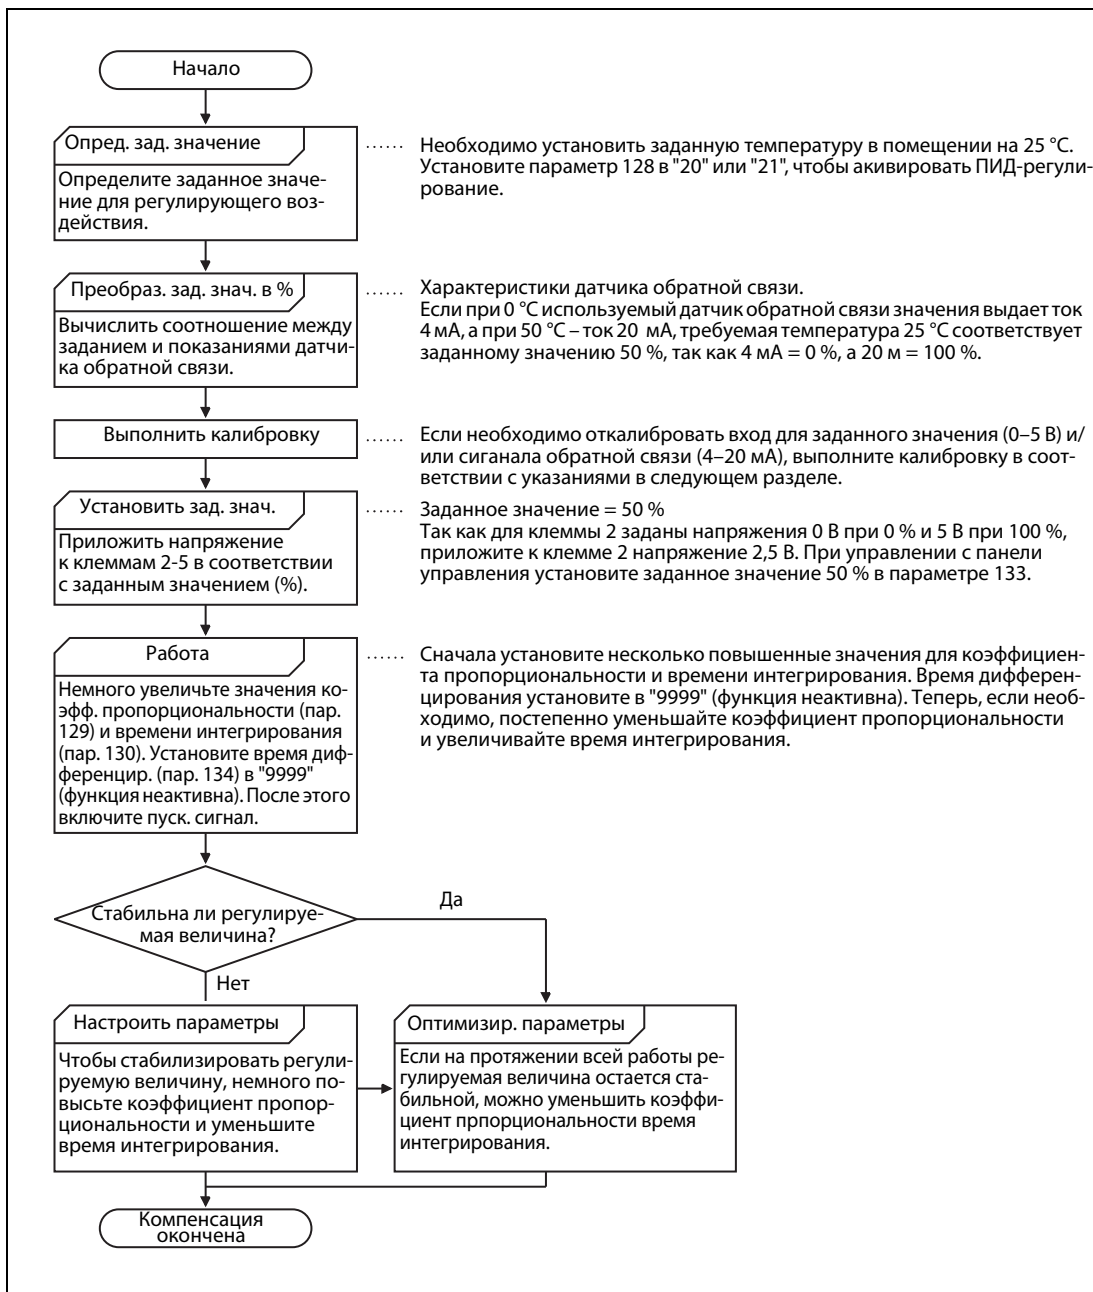 Начало
Опред. зад. значение
Определите заданное значе-
ние для регулирующего воз-
действия.
Необходимо установить заданную температуру в помещении на 25 °C.
Установите параметр 128 в "20" или "21", чтобы акивировать ПИД-регули-
рование.
Преобраз. зад. знач. в %
Вычислить соотношение между
заданием и показаниями датчи-
ка обратной связи.
Характеристики датчика обратной связи.
Если при 0 °C используемый датчик обратной связи значения выдает ток
4 мА, а при 50 °C – ток 20 мА, требуемая температура 25 °C соответствует
заданному значению 50 %, так как 4 мА = 0 %, а 20 м = 100 %.
Выполнить калибровку
Если необходимо откалибровать вход для заданного значения (0–5 В) и/
или сиганала обратной связи (4–20 мА), выполните калибровку в соот-
ветствии с указаниями в следующем разделе.
Установить зад. знач.
Приложить напряжение
к клеммам 2-5 в соответствии
с заданным значением (%).
Заданное значение = 50 %
Так как для клеммы 2 заданы напряжения 0 В при 0 % и 5 В при 100 %,
приложите к клемме 2 напряжение 2,5 В. При управлении с панели
управления установите заданное значение 50 % в параметре 133.
Работа
Немного увеличьте значения ко-
эфф. пропорциональности (пар.
129) и времени интегрирования
(пар. 130). Установите время диф-
ференцир. (пар. 134) в "9999"
(функция неактивна). После этого
включите пуск. сигнал.
Сначала установите несколько повышенные значения для коэффициен-
та пропорциональности и времени интегрирования. Время дифферен-
цирования установите в "9999" (функция неактивна). Теперь, если необ-
ходимо, постепенно уменьшайте коэффициент пропорциональности
и увеличивайте время интегрирования.
Стабильна ли регулируе-
мая величина?
Да
Нет
Настроить параметры
Чтобы стабилизировать регули-
руемую величину, немного по-
высьте коэффициент пропор-
циональности и уменьшите
время интегрирования.
Оптимизир. параметры
Если на протяжении всей работы ре-
гулируемая величина остается ста-
бильной, можно уменьшить коэффи-
циент прпорциональности время
интегрирования.
Компенсация
окончена